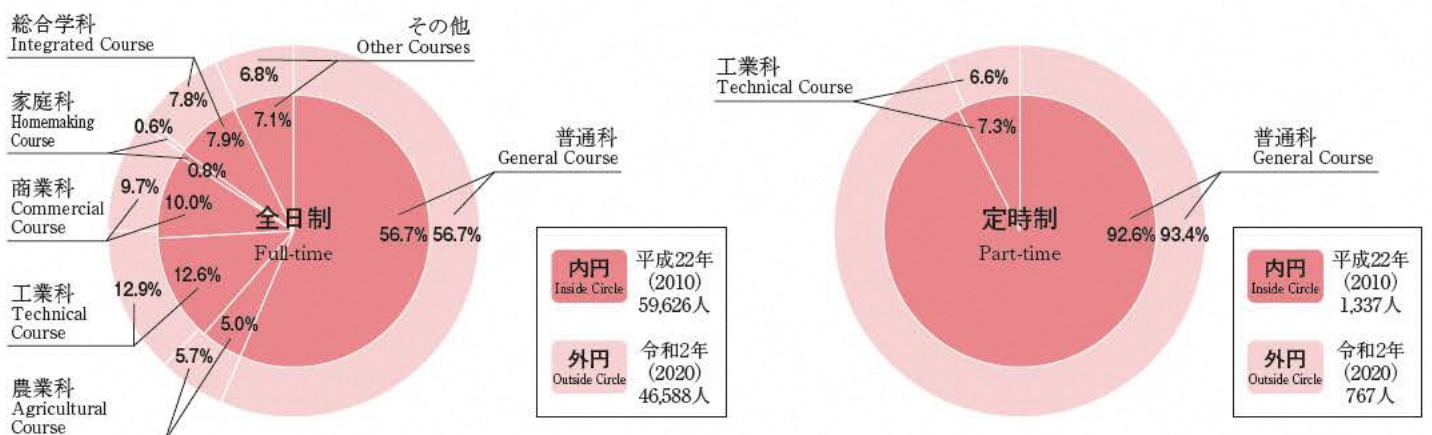 総合学科
Integrated Course
その他
Other Courses
6.8%
7.8%
7.1%
家庭科
Homemaking
Course
0.6%
7.9%
0.8%
普通科
General Course
商業科
Commercial
Course
9.7%
10.0%
全日制
Full-time
56.7%
56.7%
工業科
Technical
Course
12.9%
12.6%
5.0%
5.7%
農業科
Agricultural
Course
内円
Inside Circle
平成22年
(2010)
59,626人
外円
Outside Circle
令和2年
(2020)
46,588人
工業科
Technical Course
6.6%
7.3%
普通科
General Course
定時制
Part-time
92.6%
93.4%
内円
Inside Circle
平成22年
(2010)
1,337人
外円
Outside Circle
令和2年
(2020)
767人